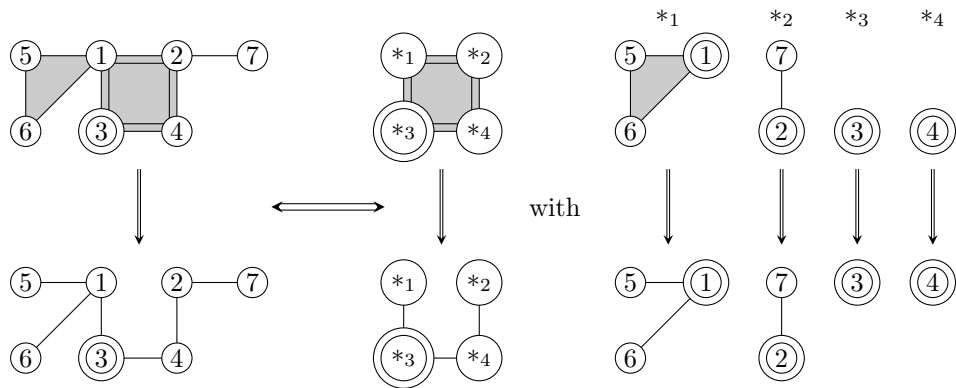 *1 *2 *3 *4
5 1 2 7 *1 *2 5 1 7
6 3 4 *3 *4 6 2 3 4
with
5 1 2 7 *1 *2 5 1 7 3 4
6 3 4 *3 *4 6 2